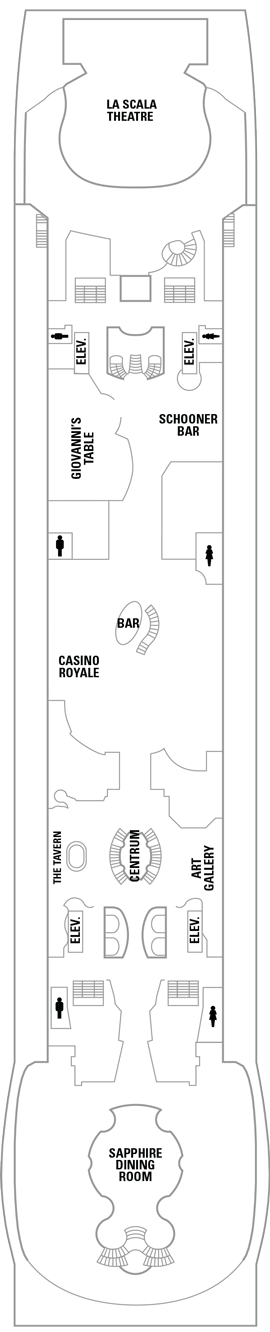 LA SCALA
THEATRE
ELEV.
ELEV.
GIOVANNI'S
TABLE
SCHOONER
BAR
BAR
CASINO
ROYALE
THE TAVERN
CENTRUM
ART
GALLERY
ELEV.
ELEV.
SAPPHIRE
DINING
ROOM